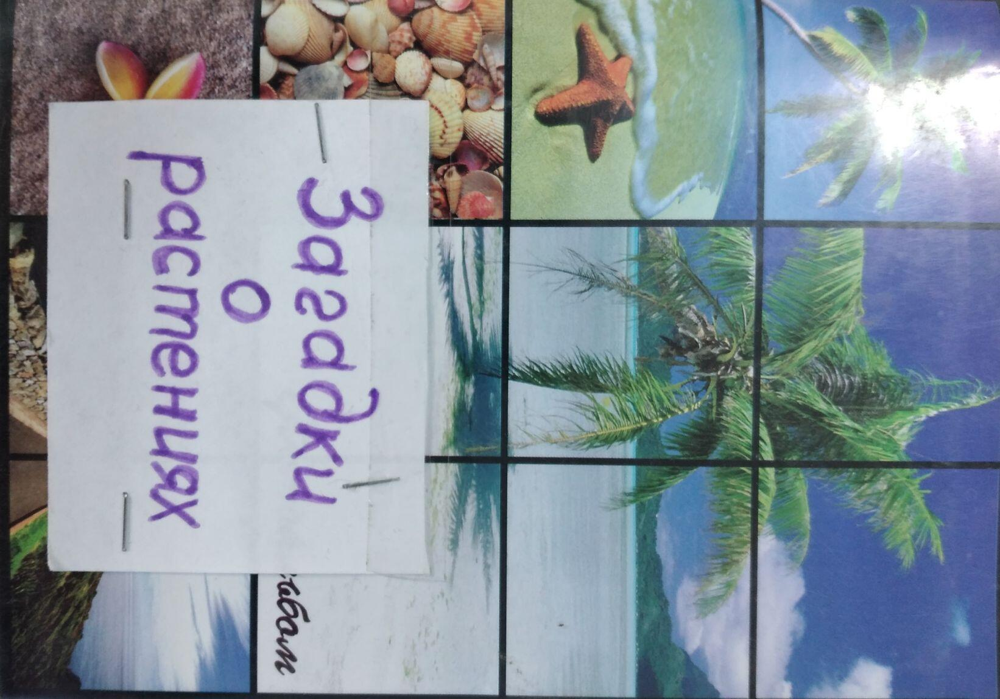 Загадки
о
растениях